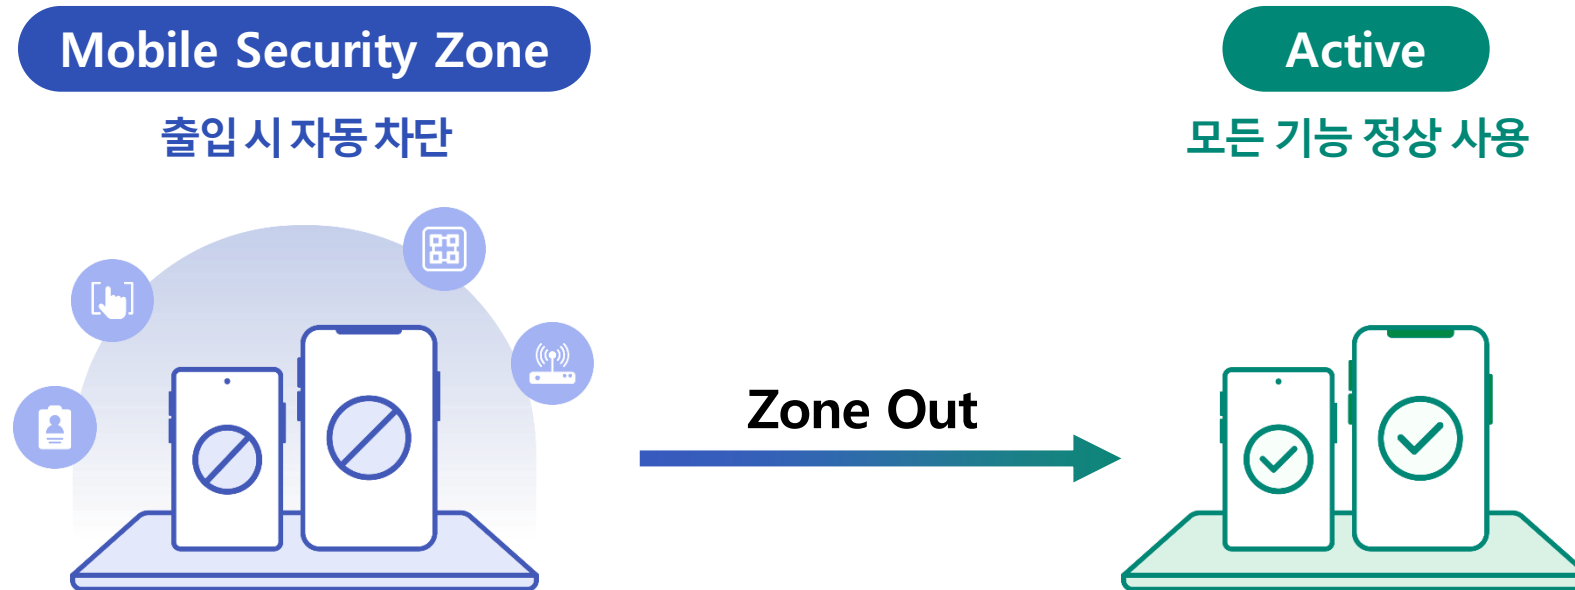 Mobile Security Zone
출입 시 자동 차단
Active
모든 기능 정상 사용
Zone Out